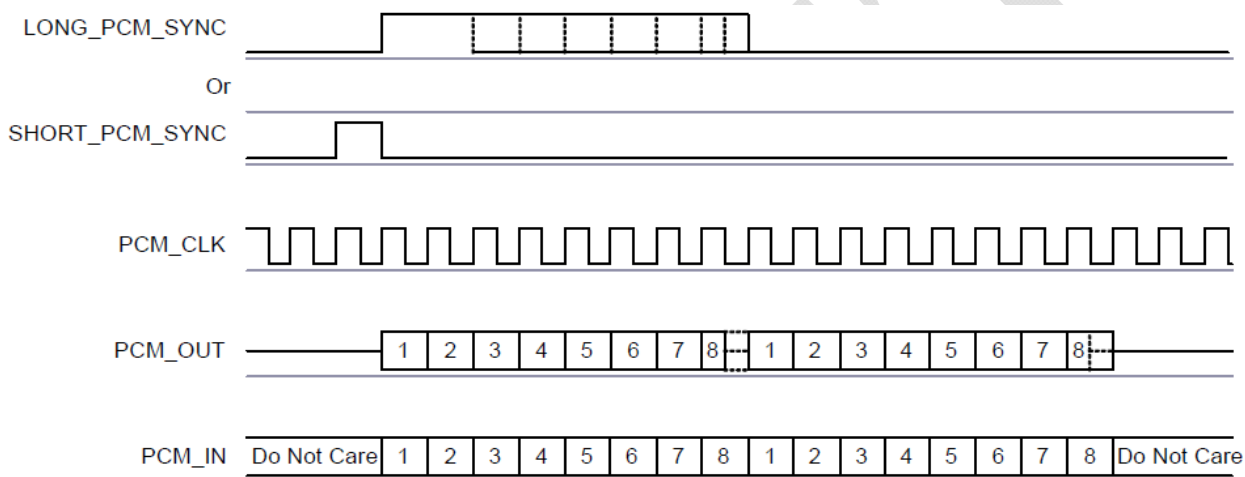 LONG_PCM_SYNC
Or
SHORT_PCM_SYNC
PCM_CLK
PCM_OUT 1 2 3 4 5 6 7 8 1 2 3 4 5 6 7 8
PCM_IN Do Not Care 1 2 3 4 5 6 7 8 1 2 3 4 5 6 7 8 Do Not Care